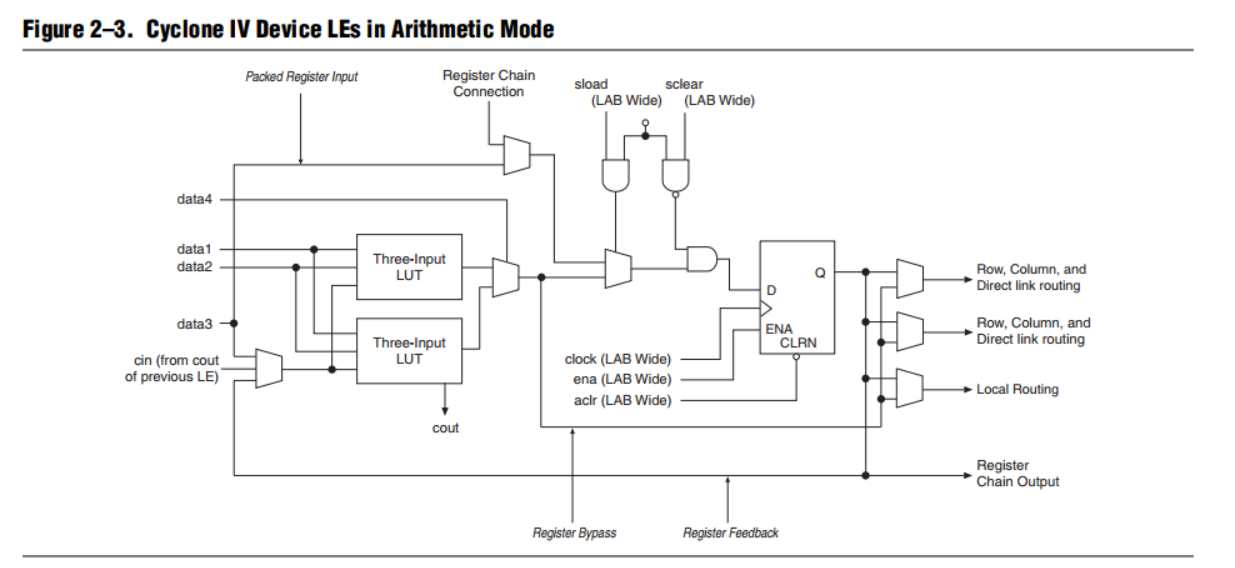 Figure 2–3. Cyclone IV Device LEs in Arithmetic Mode
Packed Register Input
Register Chain
Connection
sload
(LAB Wide)
sclear
(LAB Wide)
data4
data1
data2
Three-Input
LUT
data3
Three-Input
LUT
cin (from cout
of previous LE)
cout
D
Q
ENA
CLRN
clock (LAB Wide)
ena (LAB Wide)
aclr (LAB Wide)
Row, Column, and
Direct link routing
Row, Column, and
Direct link routing
Local Routing
Register
Chain Output
Register Bypass
Register Feedback